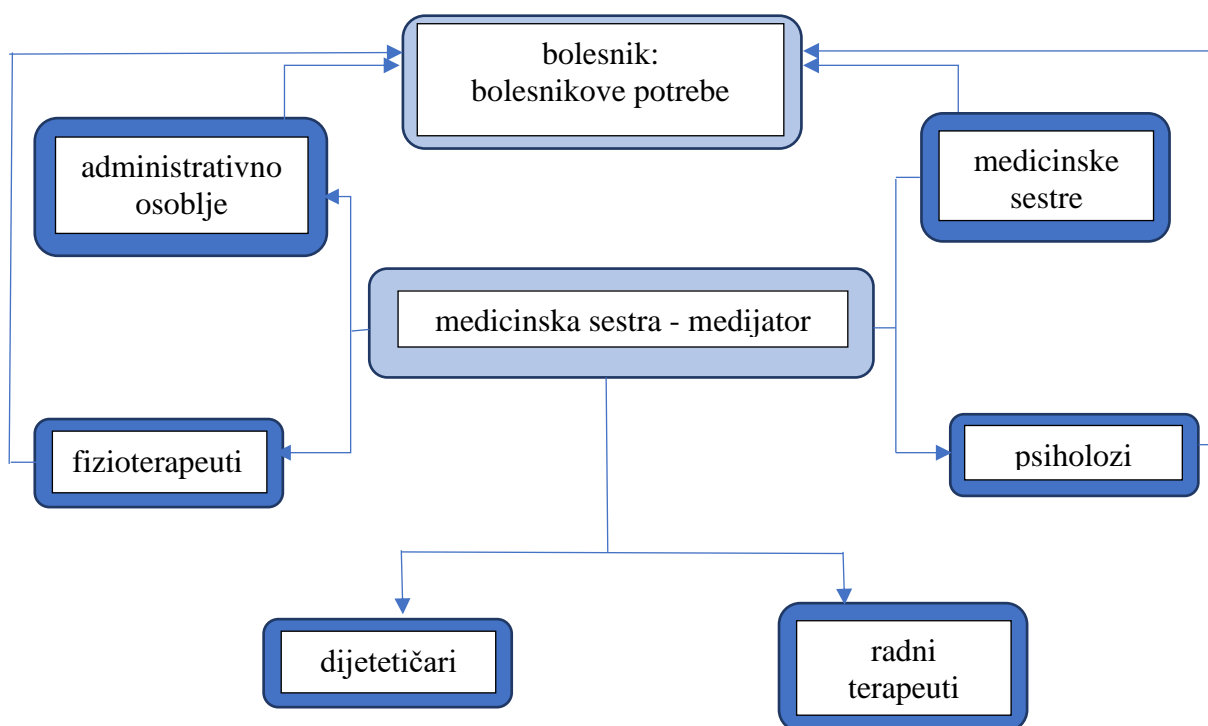 bolesnik:
bolesnikove potrebe
administrativno
osoblje
medicinske
sestre
medicinska sestra - medijator
fizioterapeuti
psiholozi
dijetetičari
radni
terapeuti